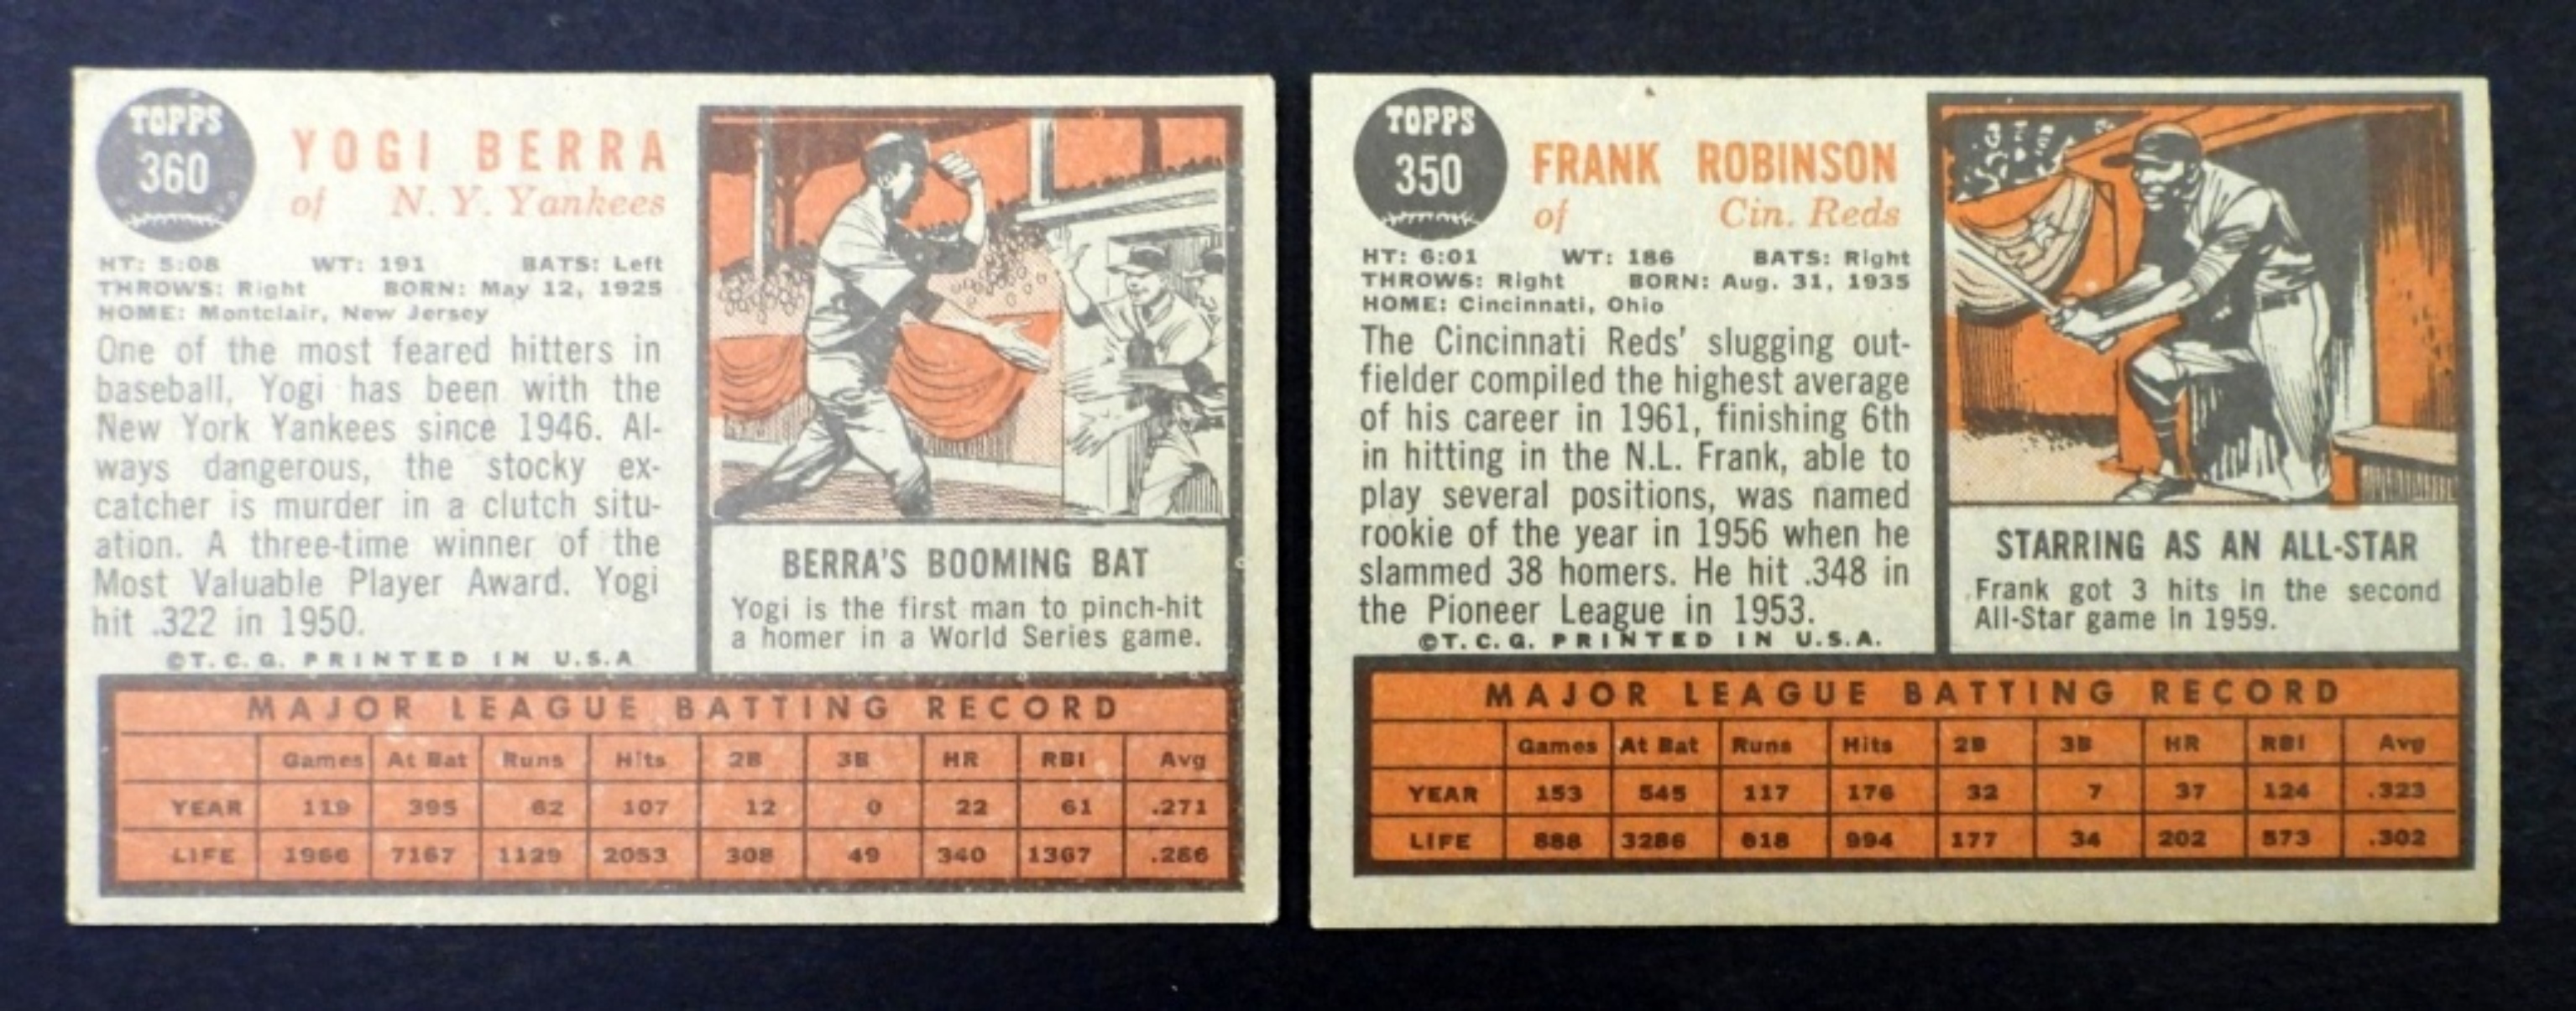 TOPPS
360
YOGI BERRA
of N. Y. Yankees
HT: 5:08 WT: 191 BATS: Left
THROWS: Right BORN: May 12, 1925
HOME: Montclair, New Jersey
One of the most feared hitters in
baseball, Yogi has been with the
New York Yankees since 1946. Al-
ways dangerous, the stocky ex-
catcher is murder in a clutch situ-
ation. A three-time winner of the
Most Valuable Player Award. Yogi
hit .322 in 1950.
©T. C. G. PRINTED IN U.S.A
BERRA'S BOOMING BAT
Yogi is the first man to pinch-hit
a homer in a World Series game.
MAJOR LEAGUE BATTING RECORD
Games At Bat Runs Hits 2B 3B HR RBI Avg
YEAR 119 395 62 107 12 0 22 61 .271
LIFE 1966 7167 1129 2053 308 49 340 1367 .286
TOPPS
350
FRANK ROBINSON
of Cin. Reds
HT: 6:01 WT: 186 BATS: Right
THROWS: Right BORN: Aug. 31, 1935
HOME: Cincinnati, Ohio
The Cincinnati Reds' slugging out-
fielder compiled the highest average
of his career in 1961, finishing 6th
in hitting in the N.L. Frank, able to
play several positions, was named
rookie of the year in 1956 when he
slammed 38 homers. He hit .348 in
the Pioneer League in 1953.
©T. C. G. PRINTED IN U.S.A.
STARRING AS AN ALL-STAR
Frank got 3 hits in the second
All-Star game in 1959.
MAJOR LEAGUE BATTING RECORD
Games At Bat Runs Hits 2B 3B HR RBI Avg
YEAR 153 545 117 176 32 7 37 124 .323
LIFE 888 3286 618 994 177 34 202 573 .302